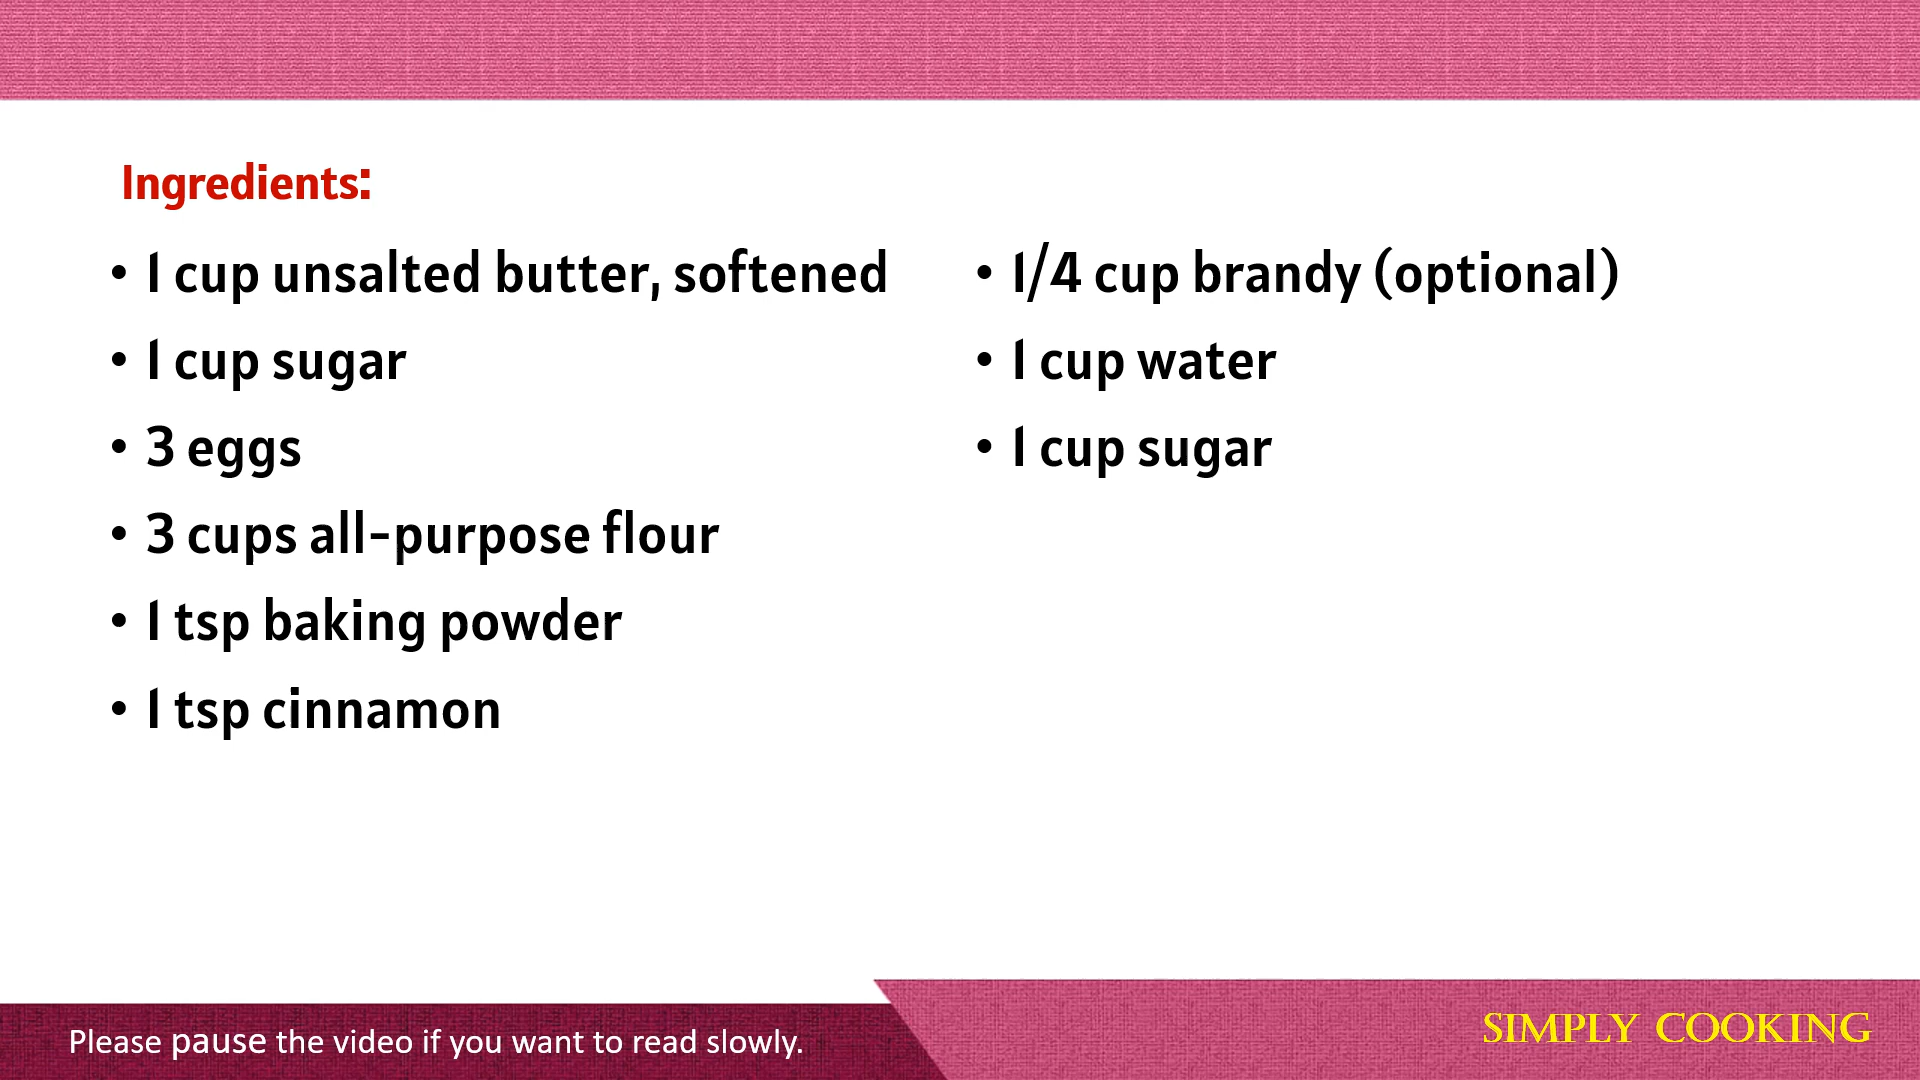 Ingredients:
• 1 cup unsalted butter, softened
• 1 cup sugar
• 3 eggs
• 3 cups all-purpose flour
• 1 tsp baking powder
• 1 tsp cinnamon
• 1/4 cup brandy (optional)
• 1 cup water
• 1 cup sugar
Please pause the video if you want to read slowly.
SIMPLY COOKING